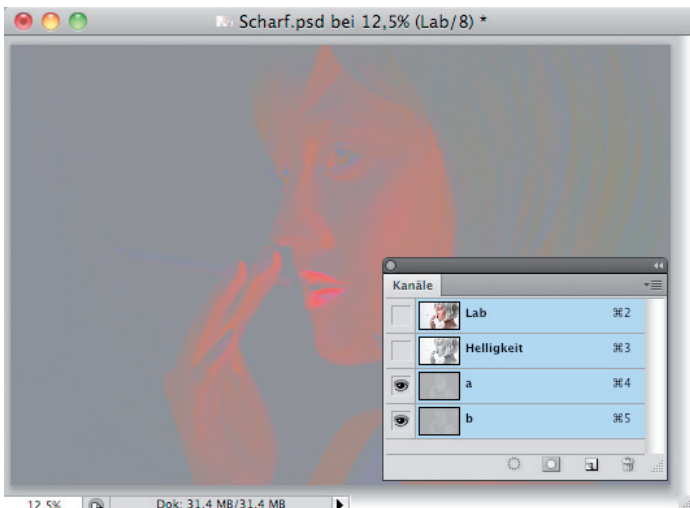 Scharf.psd bei 12,5% (Lab/8) *
Kanäle
Lab ⌘2
Helligkeit ⌘3
a ⌘4
b ⌘5
12,5% Dok: 31,4 MB/31,4 MB